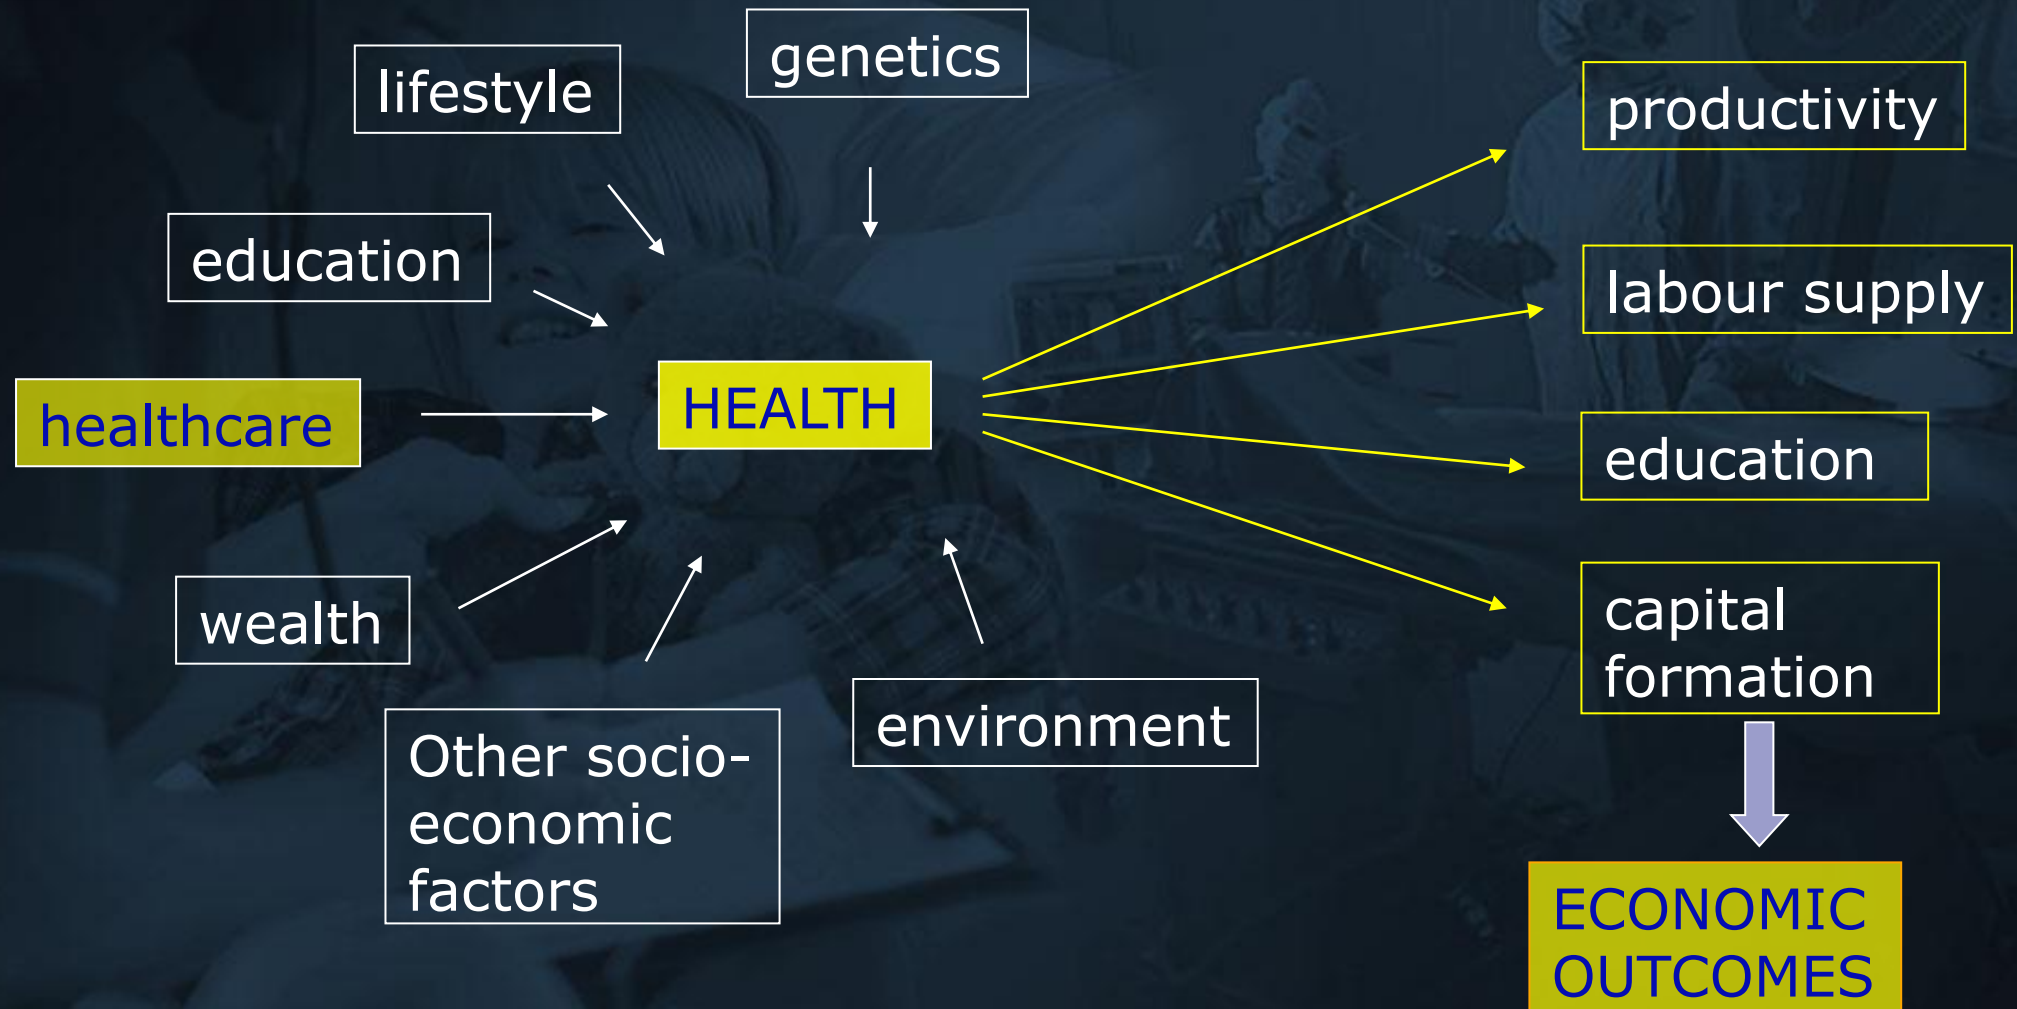 genetics
lifestyle
productivity
education
labour supply
healthcare
HEALTH
education
wealth
capital
formation
environment
Other socio-
economic
factors
ECONOMIC
OUTCOMES